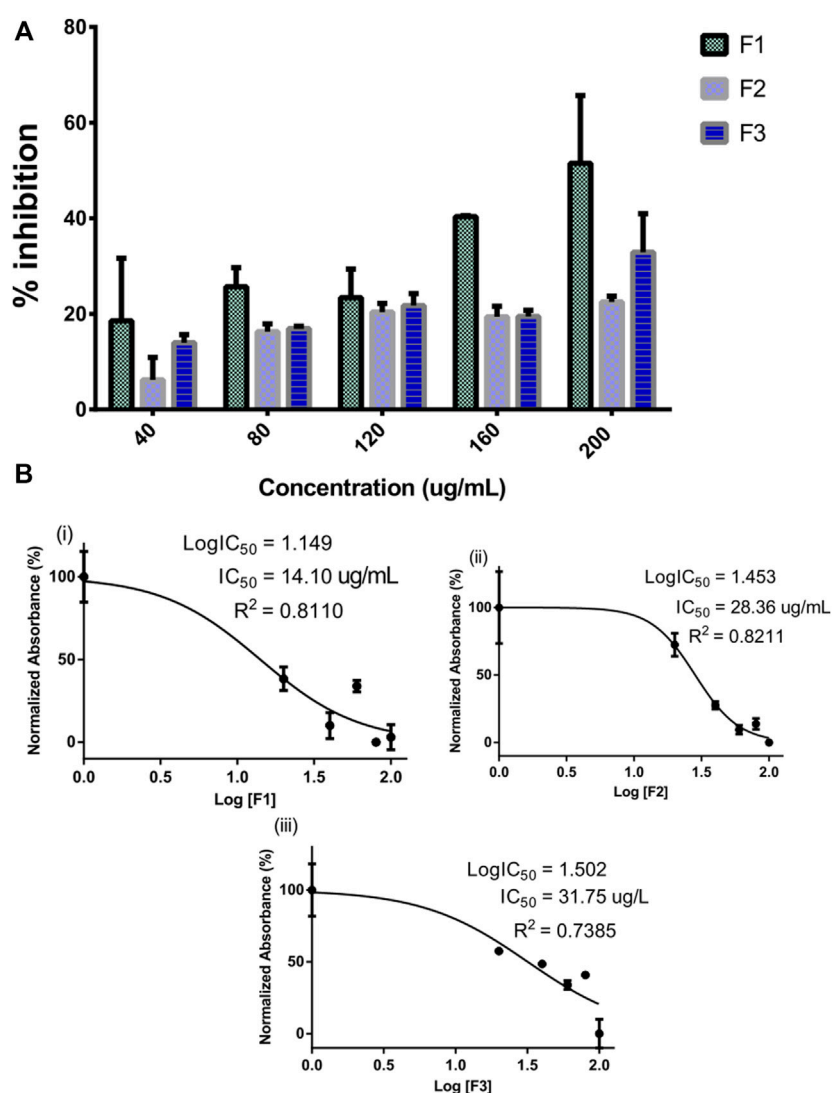 A
% inhibition
80
60
40
20
0
40 80 120 160 200
Concentration (ug/mL)
F1
F2
F3
B
(i)
LogIC50 = 1.149
IC50 = 14.10 ug/mL
R2 = 0.8110
Normalized Absorbance (%)
100
50
0
0.0 0.5 1.0 1.5 2.0
Log [F1]
(ii)
LogIC50 = 1.453
IC50 = 28.36 ug/mL
R2 = 0.8211
Normalized Absorbance (%)
100
50
0
0.0 0.5 1.0 1.5 2.0
Log [F2]
(iii)
LogIC50 = 1.502
IC50 = 31.75 ug/L
R2 = 0.7385
Normalized Absorbance (%)
100
50
0
0.0 0.5 1.0 1.5 2.0
Log [F3]